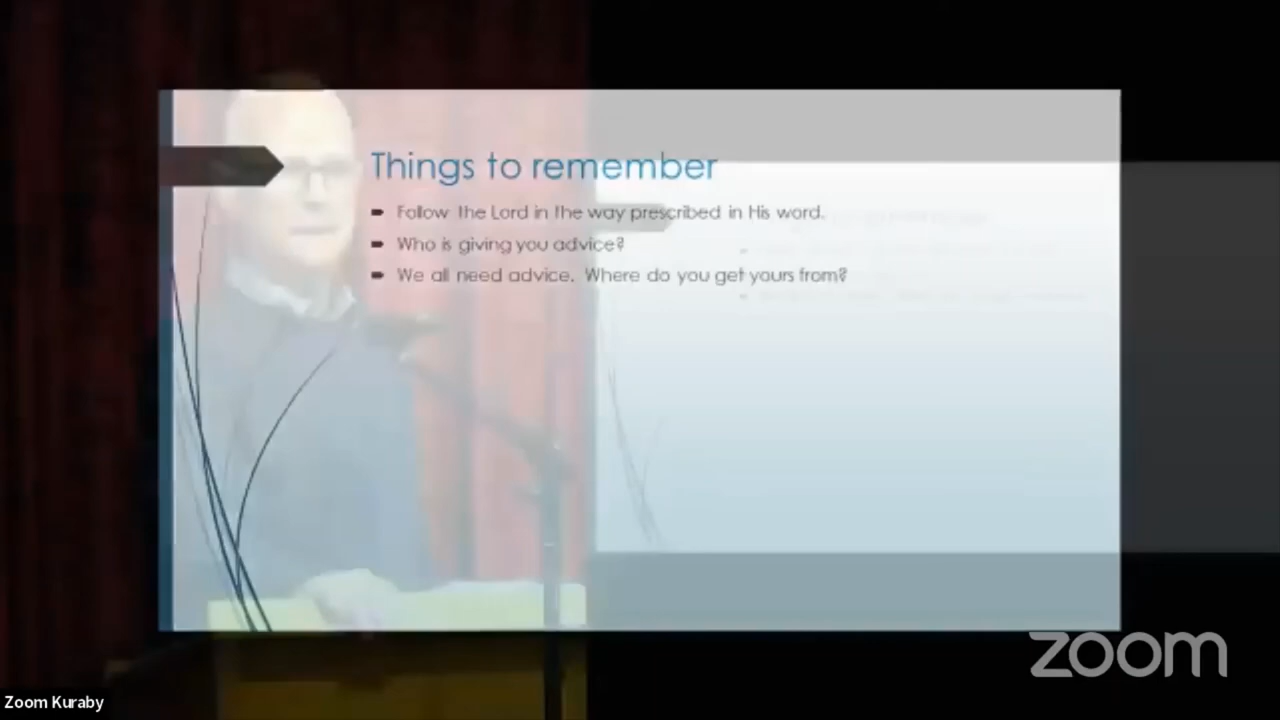 Things to remember
Follow the Lord in the way prescribed in His word.
Who is giving you advice?
We all need advice. Where do you get yours from?
zoom
Zoom Kuraby